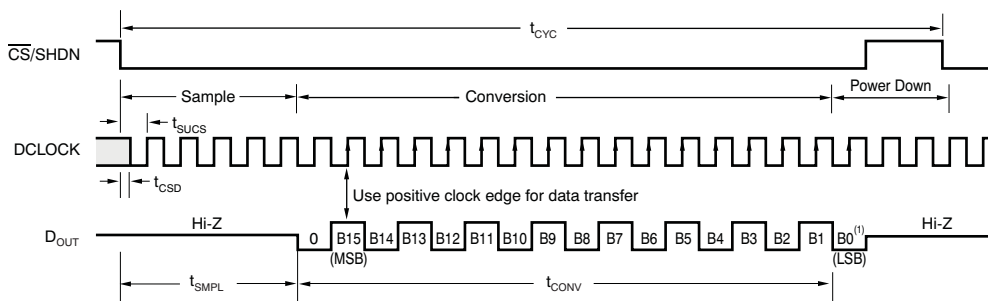 tCYC
CS/SHDN
Sample
Conversion
Power Down
tSUCS
DCLOCK
tCSD
Use positive clock edge for data transfer
Hi-Z
Hi-Z
DOUT
0 B15 B14 B13 B12 B11 B10 B9 B8 B7 B6 B5 B4 B3 B2 B1 B0(1)
(MSB)
(LSB)
tSMPL
tCONV